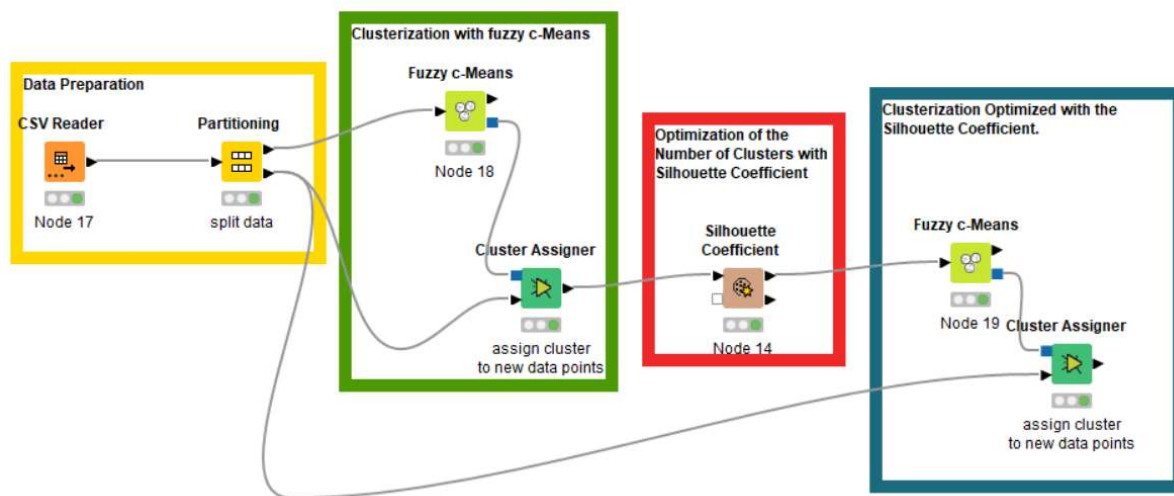 Data Preparation
CSV Reader
Node 17
Partitioning
split data
Clusterization with fuzzy c-Means
Fuzzy c-Means
Node 18
Cluster Assigner
assign cluster
to new data points
Optimization of the
Number of Clusters with
Silhouette Coefficient
Silhouette
Coefficient
Node 14
Clusterization Optimized with the
Silhouette Coefficient.
Fuzzy c-Means
Node 19
Cluster Assigner
assign cluster
to new data points